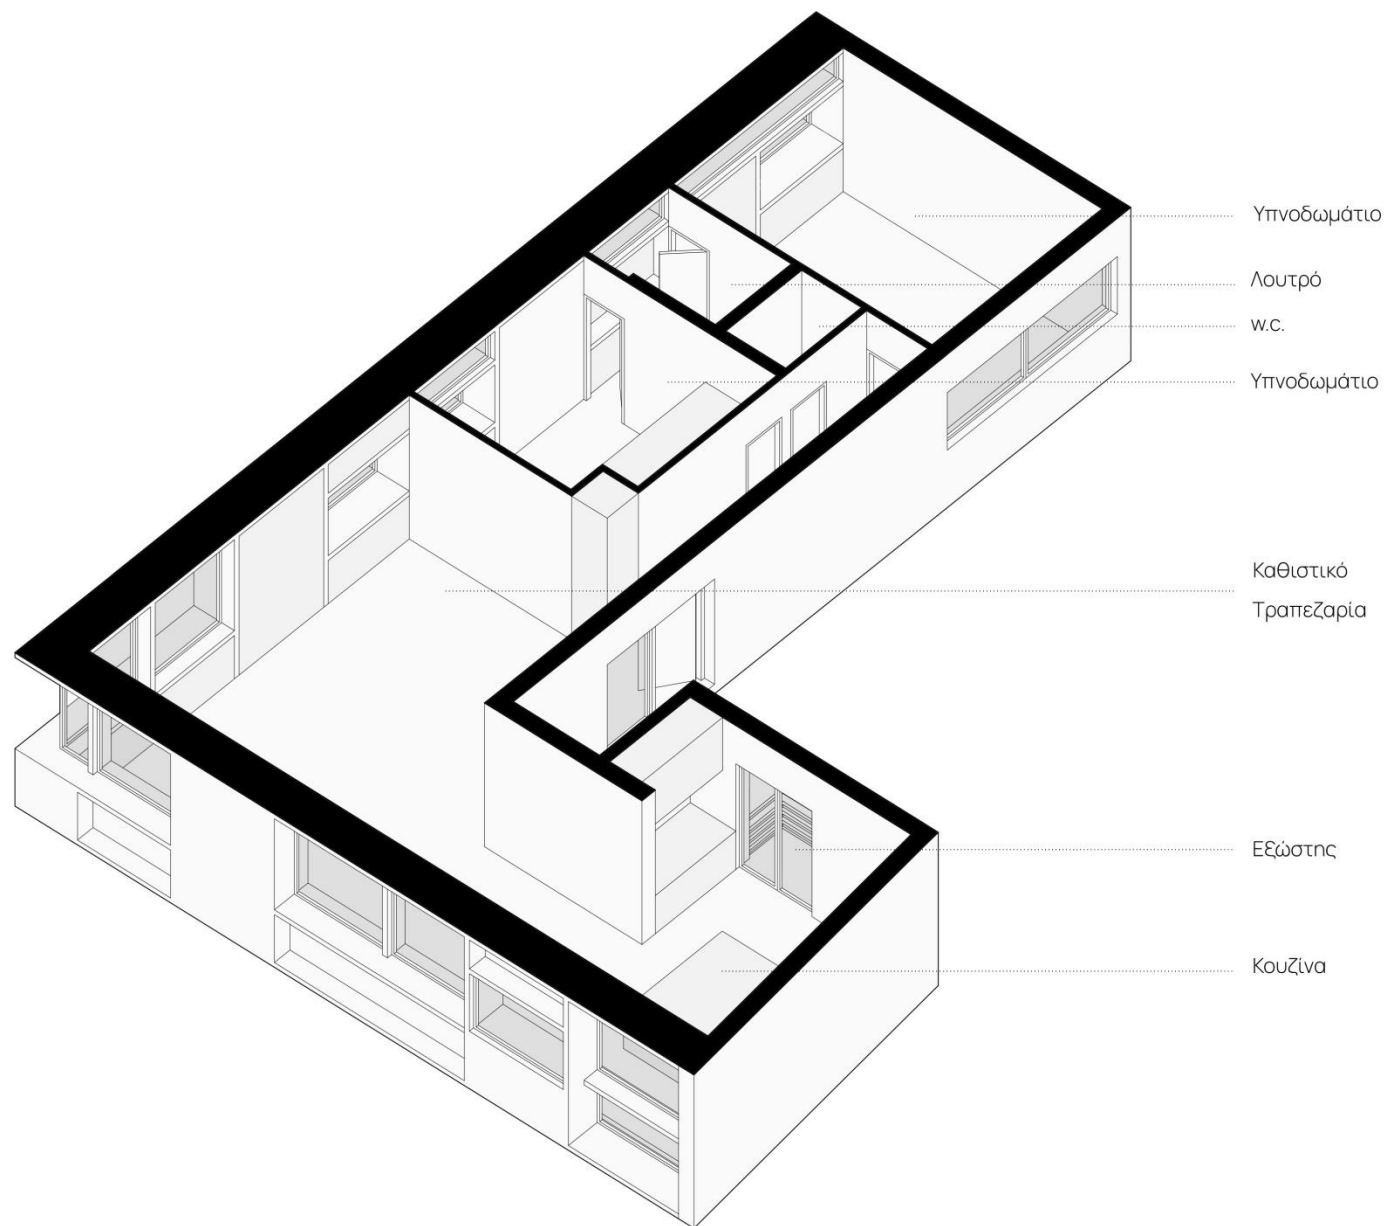 Υπνοδωμάτιο
Λουτρό
w.c.
Υπνοδωμάτιο
Καθιστικό
Τραπεζαρία
Εξώστης
Κουζίνα